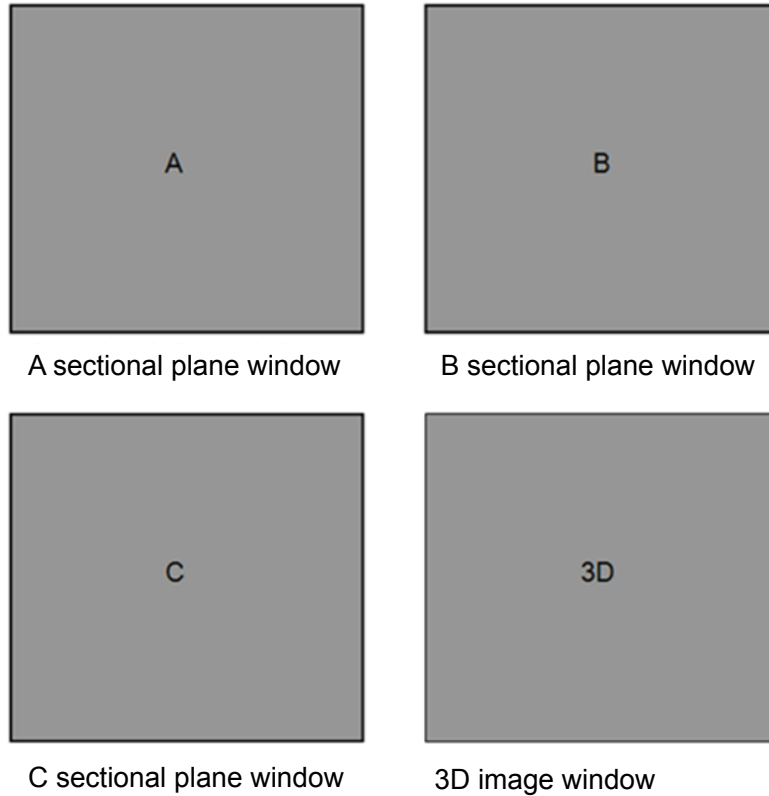 A
B
A sectional plane window
B sectional plane window
C
3D
C sectional plane window
3D image window